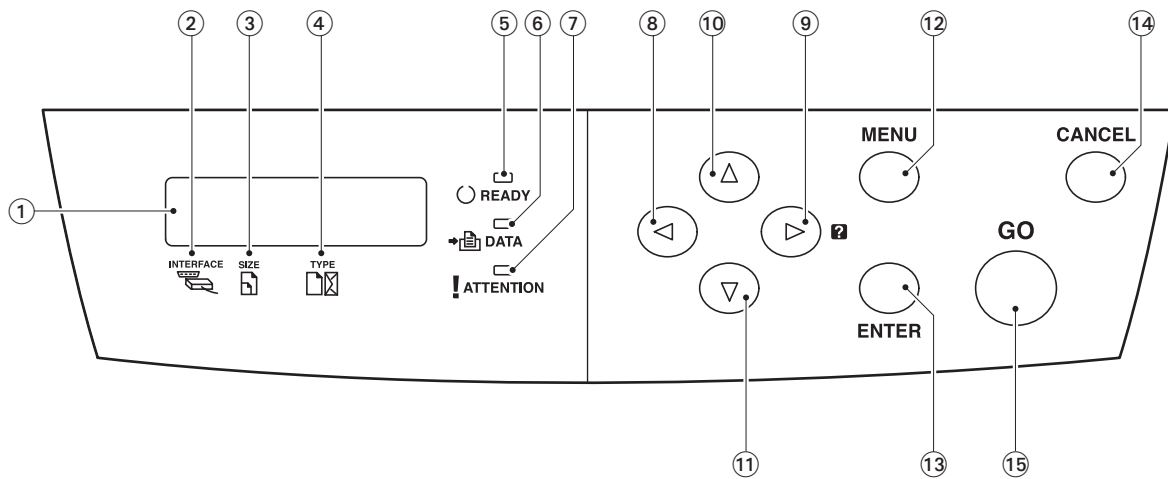 ② ③ ④ ⑤ ⑥ ⑦ ⑧ ⑩ ⑨ ⑫ ⑭
MENU CANCEL
READY
①
DATA ? GO
INTERFACE SIZE TYPE
! ATTENTION
ENTER
⑪ ⑬ ⑮